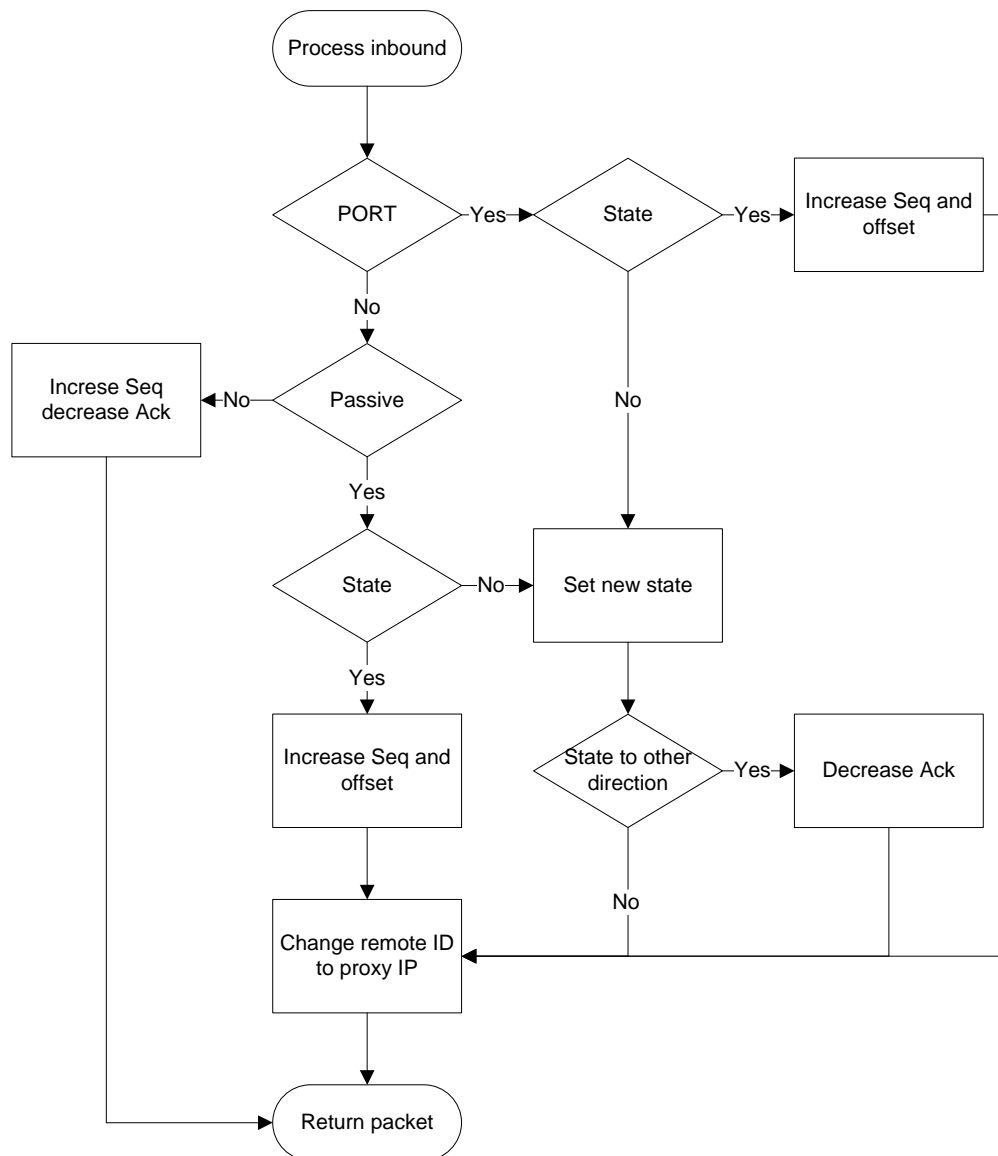 Process inbound
PORT
Yes
State
Yes
Increase Seq and
offset
No
Increse Seq
decrease Ack
No
Passive
No
Yes
State
No
Set new state
Yes
Increase Seq and
offset
State to other
direction
Yes
Decrease Ack
No
Change remote ID
to proxy IP
Return packet